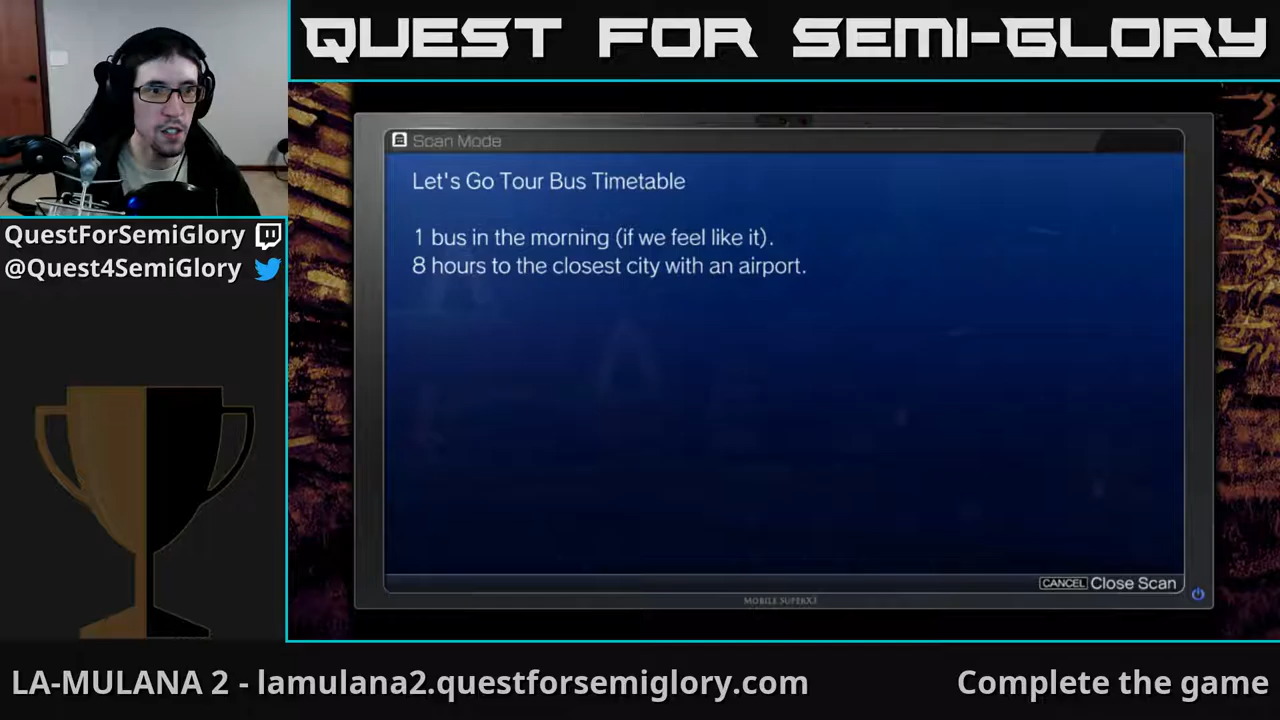 QUEST FOR SEMI-GLORY
Scan Mode
Let's Go Tour Bus Timetable
1 bus in the morning (if we feel like it).
8 hours to the closest city with an airport.
CANCEL Close Scan
MOBILE SUPERX3
QuestForSemiGlory
@Quest4SemiGlory
LA-MULANA 2 - lamulana2.questforsemiglory.com
Complete the game